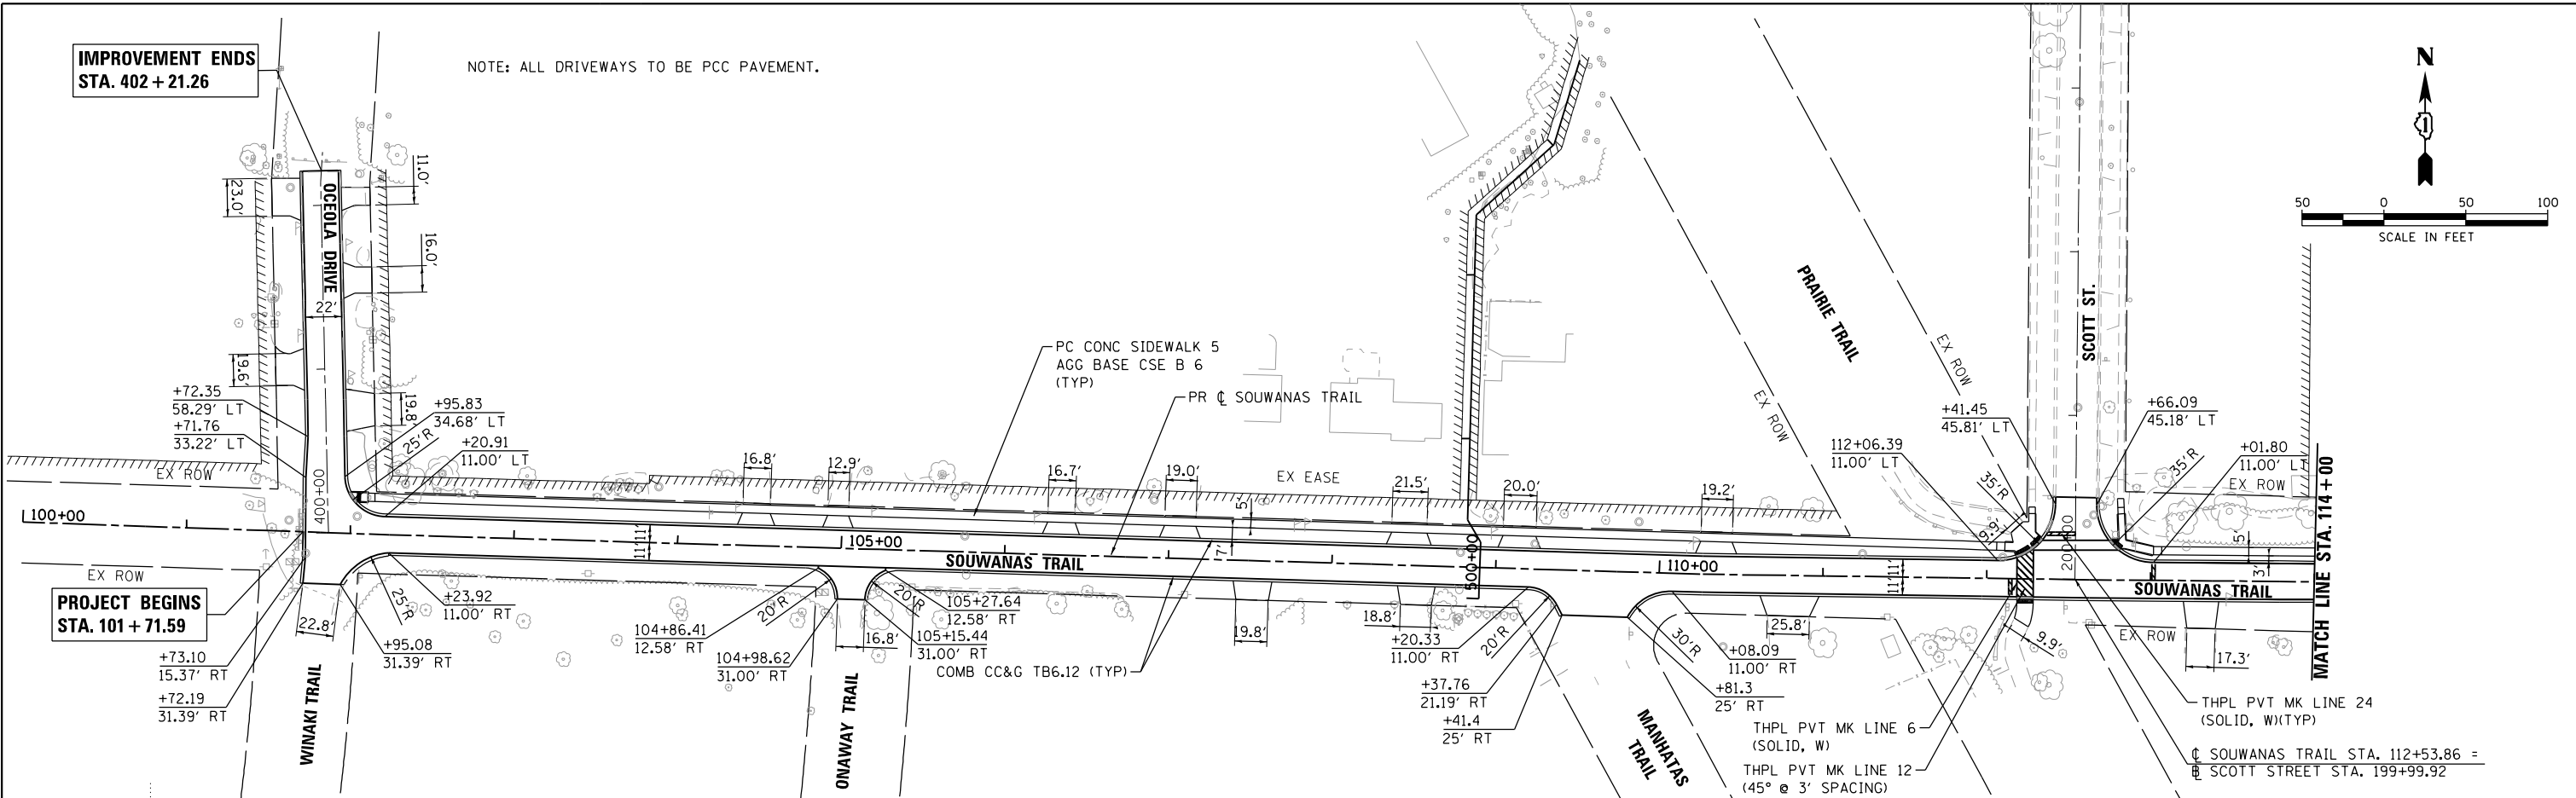 IMPROVEMENT ENDS
STA. 402 + 21.26
NOTE: ALL DRIVEWAYS TO BE PCC PAVEMENT.
N
1
50 0 50 100
SCALE IN FEET
OCEOLA DRIVE
23.0'
11.0'
16.0'
22'
19.6'
19.8'
+72.35
58.29' LT
+71.76
33.22' LT
25'R
+95.83
34.68' LT
+20.91
11.00' LT
EX ROW
400+00
100+00
EX ROW
PROJECT BEGINS
STA. 101 + 71.59
22.8'
+73.10
15.37' RT
+72.19
31.39' RT
WINAKI TRAIL
25'R
+23.92
11.00' RT
+95.08
31.39' RT
PC CONC SIDEWALK 5
AGG BASE CSE B 6
(TYP)
PR ℄ SOUWANAS TRAIL
16.8'
12.9'
16.7'
19.0'
5'
7'
EX EASE
21.5'
20.0'
19.2'
11' 11'
105+00
SOUWANAS TRAIL
500+00
110+00
11' 11'
104+86.41
12.58' RT
20'R
20'R
105+27.64
12.58' RT
104+98.62
31.00' RT
16.8'
105+15.44
31.00' RT
ONAWAY TRAIL
COMB CC&G TB6.12 (TYP)
19.8'
18.8'
+20.33
11.00' RT
20'R
+37.76
21.19' RT
+41.4
25' RT
30'R
+08.09
11.00' RT
+81.3
25' RT
25.8'
MANHATAS
TRAIL
PRAIRIE TRAIL
EX ROW
EX ROW
SCOTT ST.
+41.45
45.81' LT
112+06.39
11.00' LT
35'R
9.9'
+66.09
45.18' LT
35'R
+01.80
11.00' LT
EX ROW
5'
3'
200+00
SOUWANAS TRAIL
EX ROW
MATCH LINE STA. 114+00
9.9'
17.3'
THPL PVT MK LINE 6
(SOLID, W)
THPL PVT MK LINE 12
(45° @ 3' SPACING)
THPL PVT MK LINE 24
(SOLID, W)(TYP)
℄ SOUWANAS TRAIL STA. 112+53.86 =
B SCOTT STREET STA. 199+99.92